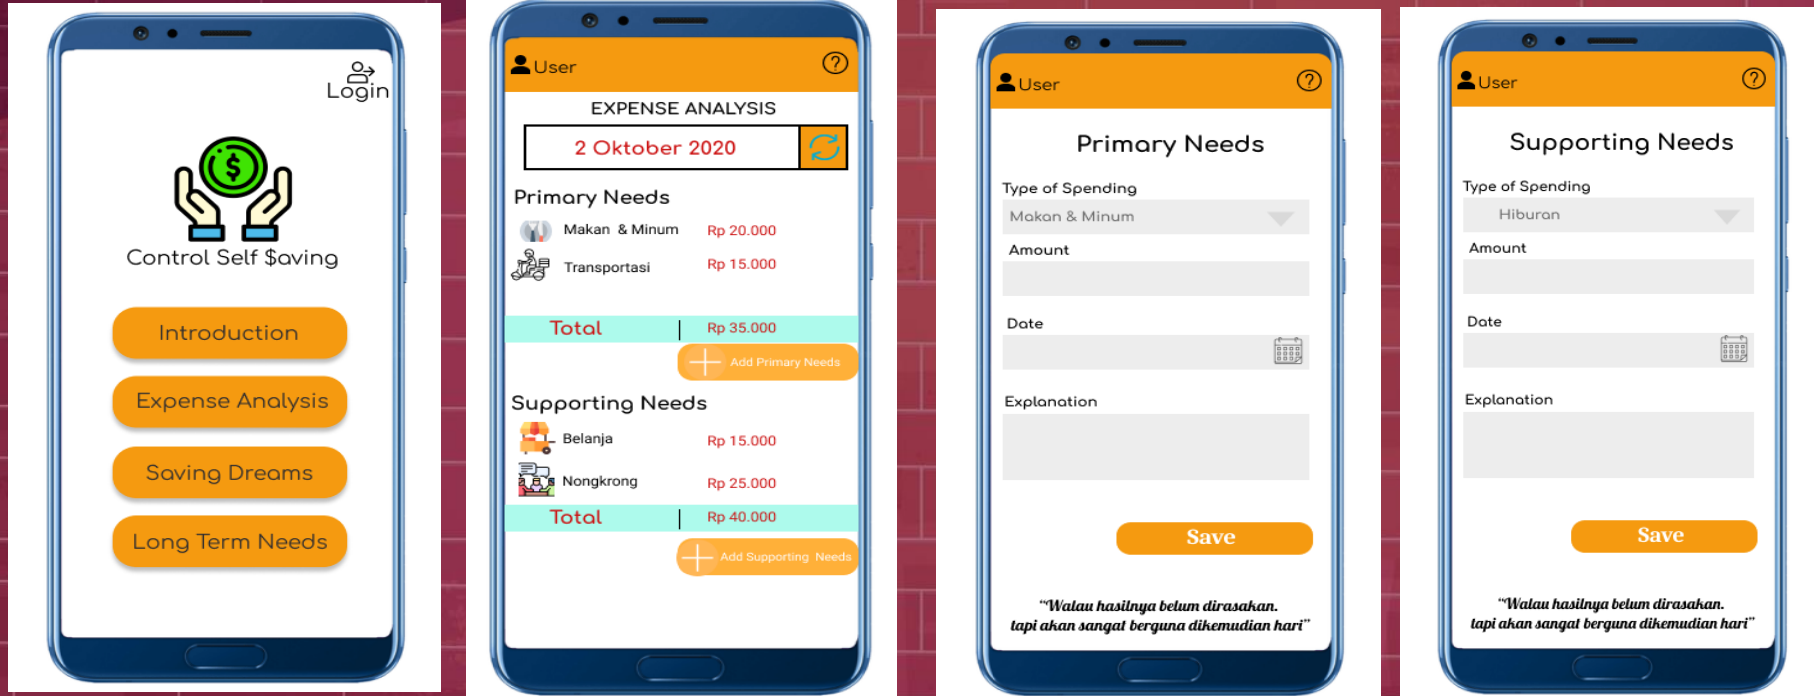 Login
Control Self $aving
Introduction
Expense Analysis
Saving Dreams
Long Term Needs
User
EXPENSE ANALYSIS
2 Oktober 2020
Primary Needs
Makan & Minum Rp 20.000
Transportasi Rp 15.000
Total | Rp 35.000
Add Primary Needs
Supporting Needs
Belanja Rp 15.000
Nongkrong Rp 25.000
Total | Rp 40.000
Add Supporting Needs
User
Primary Needs
Type of Spending
Makan & Minum
Amount
Date
Explanation
Save
"Walau hasilnya belum dirasakan.
tapi akan sangat berguna dikemudian hari"
User
Supporting Needs
Type of Spending
Hiburan
Amount
Date
Explanation
Save
"Walau hasilnya belum dirasakan.
tapi akan sangat berguna dikemudian hari"